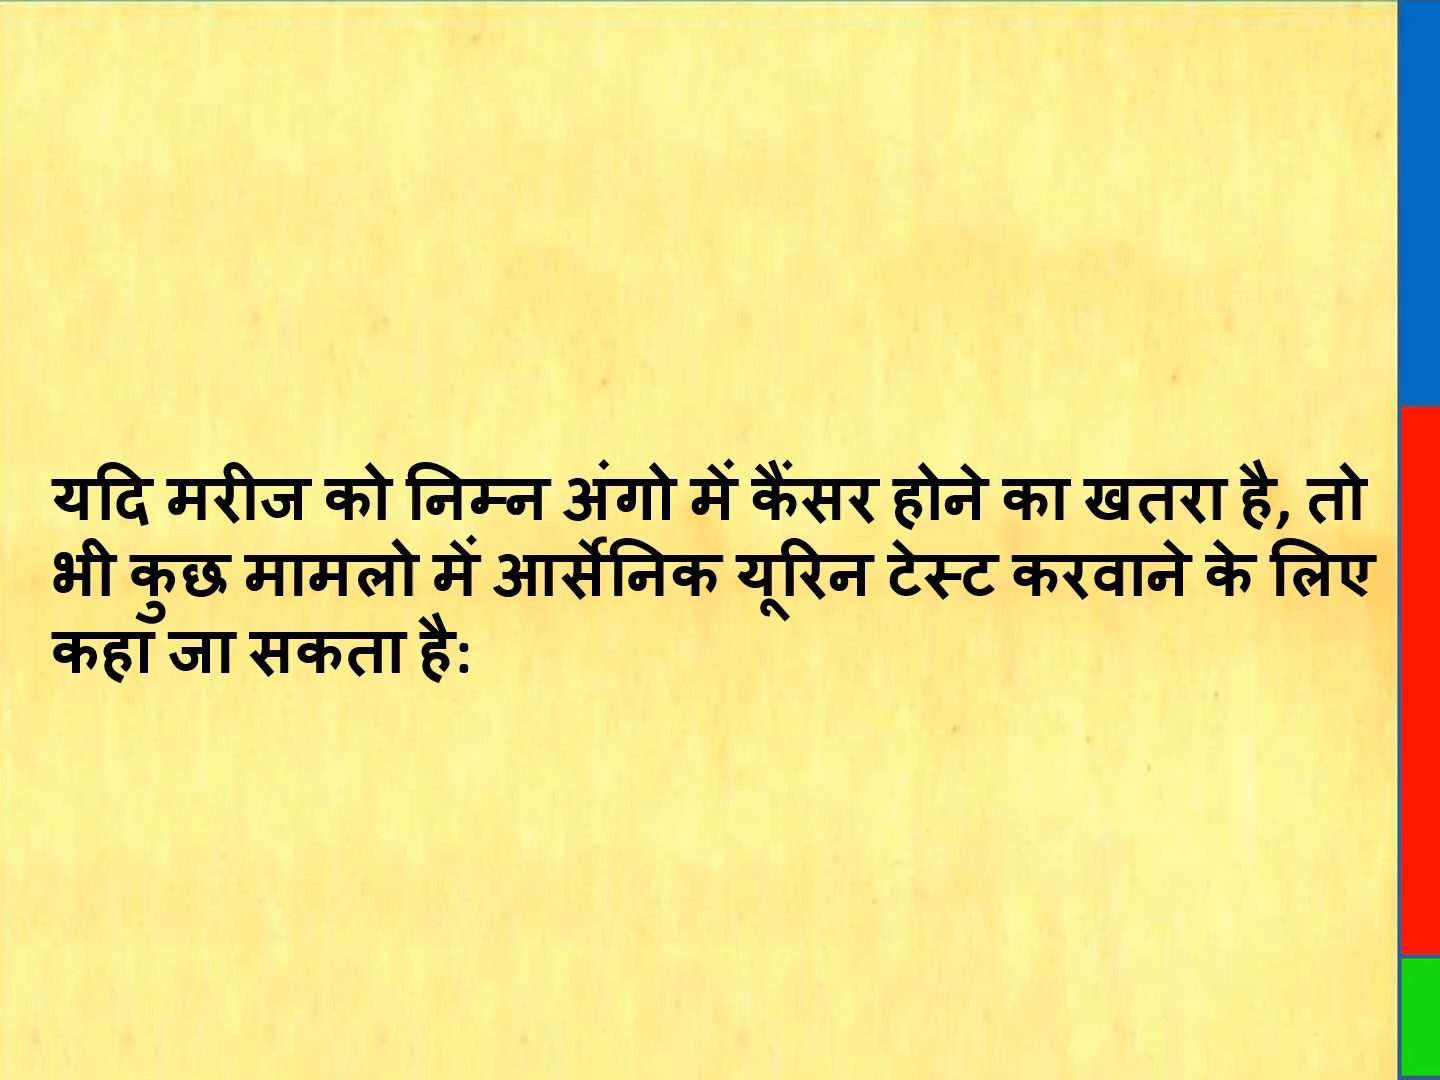 यदि मरीज को निम्न अंगो में कैंसर होने का खतरा है, तो
भी कुछ मामलो में आर्सेनिक यूरिन टेस्ट करवाने के लिए
कहा जा सकता है: